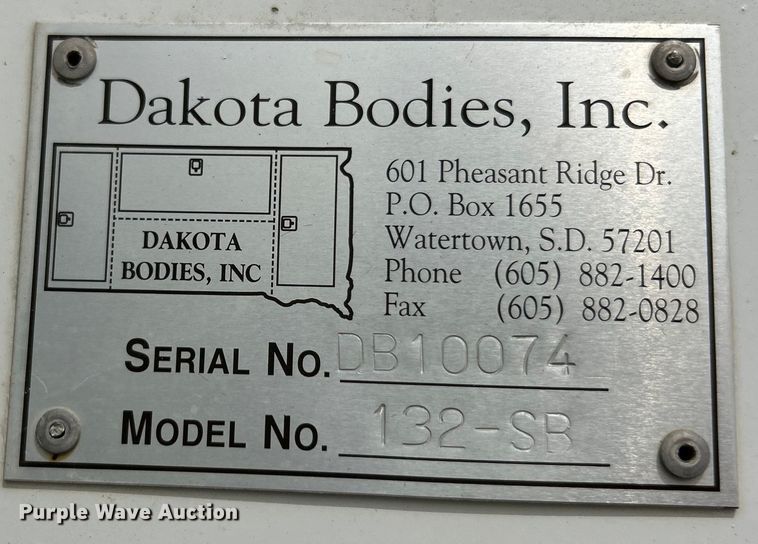 Dakota Bodies, Inc.
601 Pheasant Ridge Dr.
P.O. Box 1655
Watertown, S.D. 57201
Phone (605) 882-1400
Fax (605) 882-0828
DAKOTA
BODIES, INC
SERIAL NO. DB10074
MODEL NO. 132-SB
Purple Wave Auction